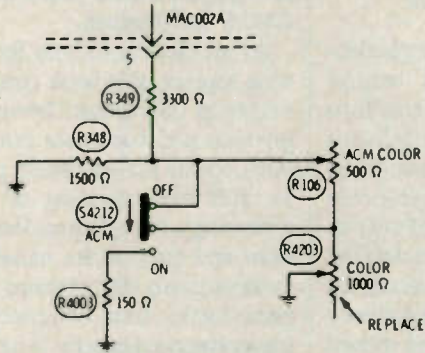 MAC002A
5
R349
3300 Ω
R348
1500 Ω
ACM COLOR
500 Ω
R106
OFF
S4212
ACM
R4203
COLOR
1000 Ω
ON
R4003
150 Ω
REPLACE